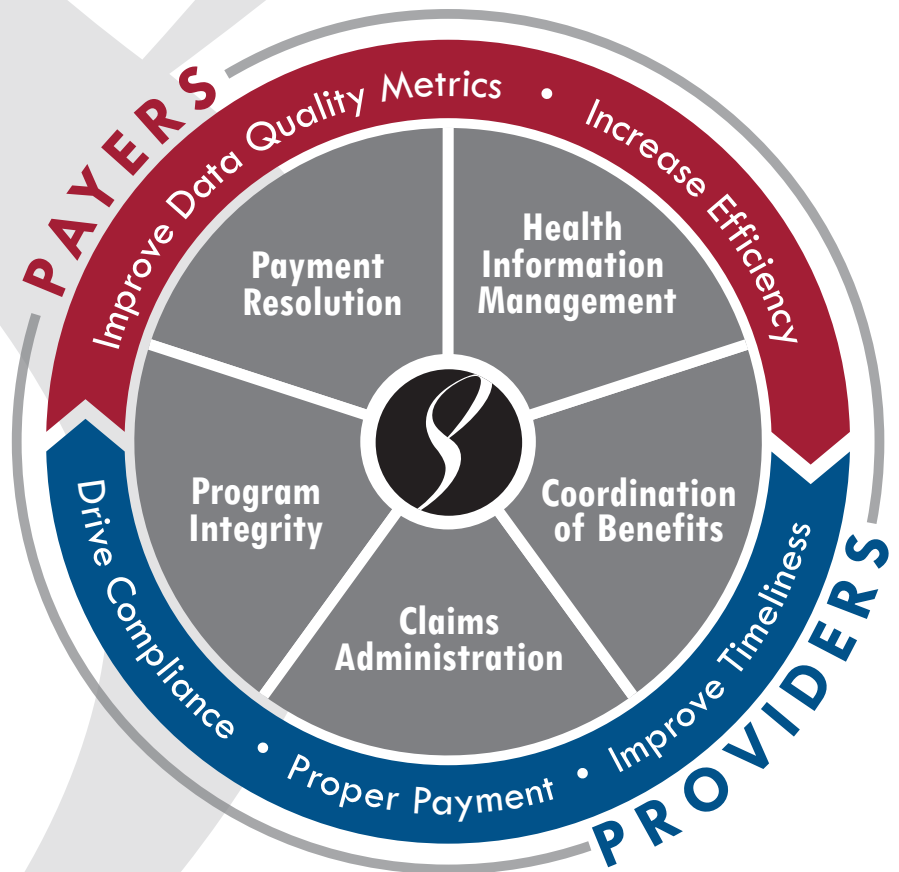 PAYERS
Improve Data Quality Metrics • Increase Efficiency
Payment
Resolution
Health
Information
Management
Program
Integrity
Coordination
of Benefits
Claims
Administration
Drive Compliance • Proper Payment • Improve Timeliness
PROVIDERS